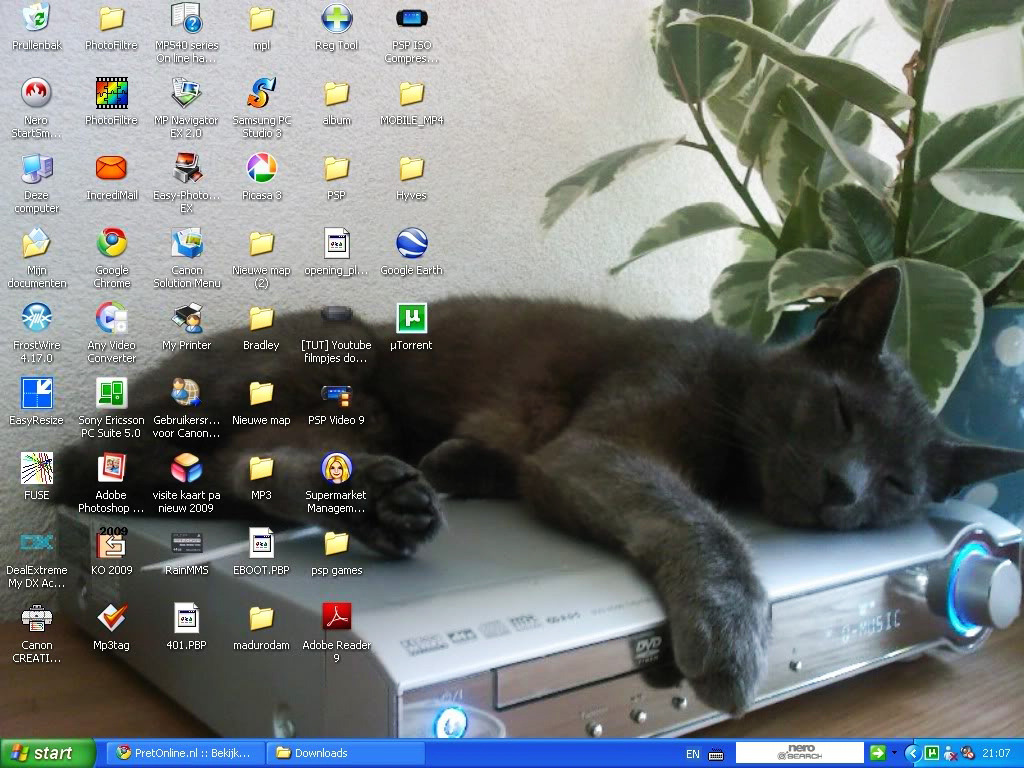 Prullenbak
PhotoFiltre
MP540 series
On line ha...
mpl
Reg Tool
PSP ISO
Compres...
Nero
StartSm...
PhotoFiltre
MP Navigator
EX 2.0
Samsung PC
Studio 3
album
MOBILE_MP4
Deze
computer
IncrediMail
Easy-Photo...
EX
Picasa 3
PSP
Hyves
Mijn
documenten
Google
Chrome
Canon
Solution Menu
Nieuwe map
(2)
opening_pl...
Google Earth
FrostWire
4.17.0
Any Video
Converter
My Printer
Bradley
[TUT] Youtube
filmpjes do...
µ
µTorrent
EasyResize
Sony Ericsson
PC Suite 5.0
Gebruikersr...
voor Canon...
Nieuwe map
PSP Video 9
FUSE
Adobe
Photoshop ...
visite kaart pa
nieuw 2009
MP3
Supermarket
Managem...
DX
DealExtreme
My DX Ac...
2009
KO 2009
RainMMS
EBOOT.PBP
psp games
Canon
CREATI...
Mp3tag
401.PBP
madurodam
Adobe Reader
9
DVD
D-MUSIC
start
PretOnline.nl :: Bekijk...
Downloads
EN
nero
SEARCH
µ
21:07